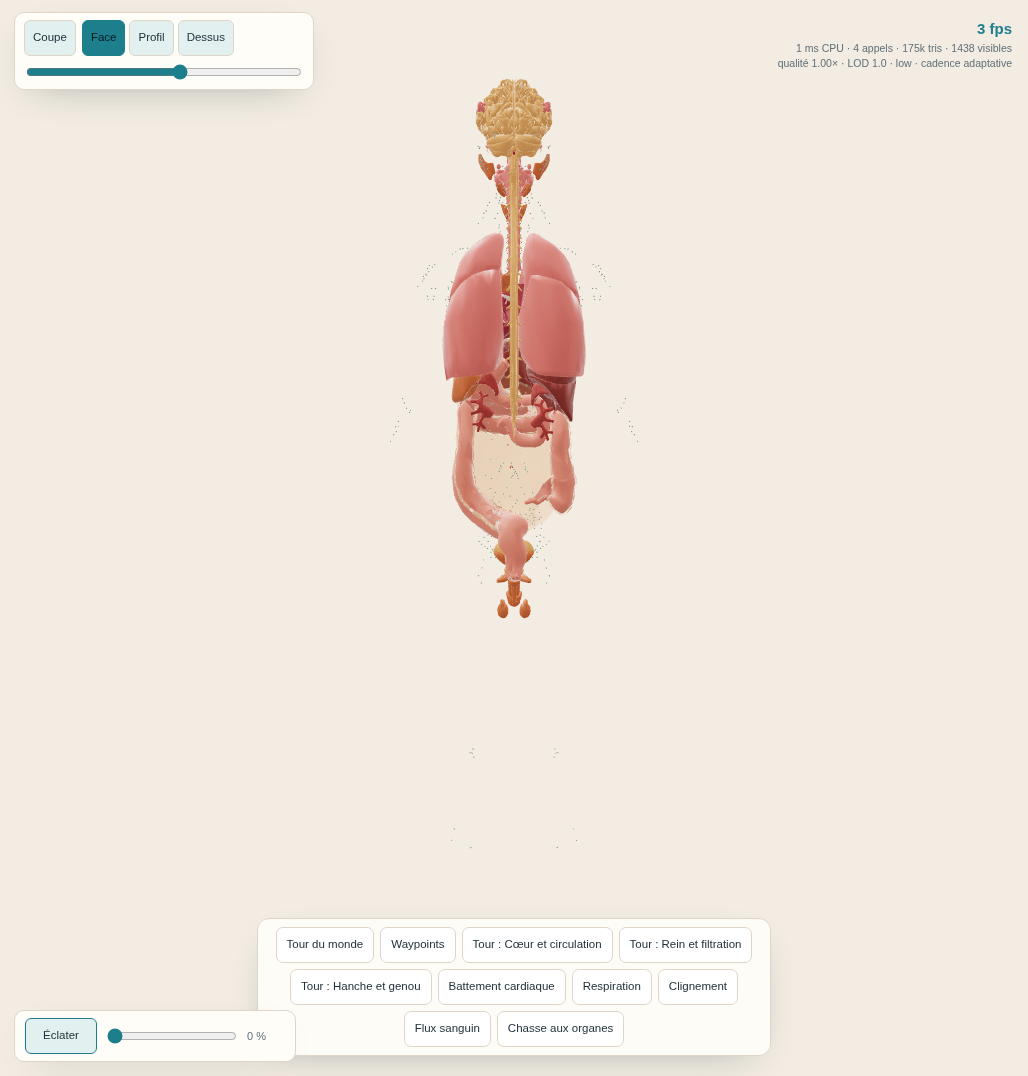 Coupe Face Profil Dessus
3 fps
1 ms CPU · 4 appels · 175k tris · 1438 visibles
qualité 1.00× · LOD 1.0 · low · cadence adaptative
Tour du monde Waypoints Tour : Cœur et circulation Tour : Rein et filtration
Tour : Hanche et genou Battement cardiaque Respiration Clignement
Flux sanguin Chasse aux organes
Éclater 0 %